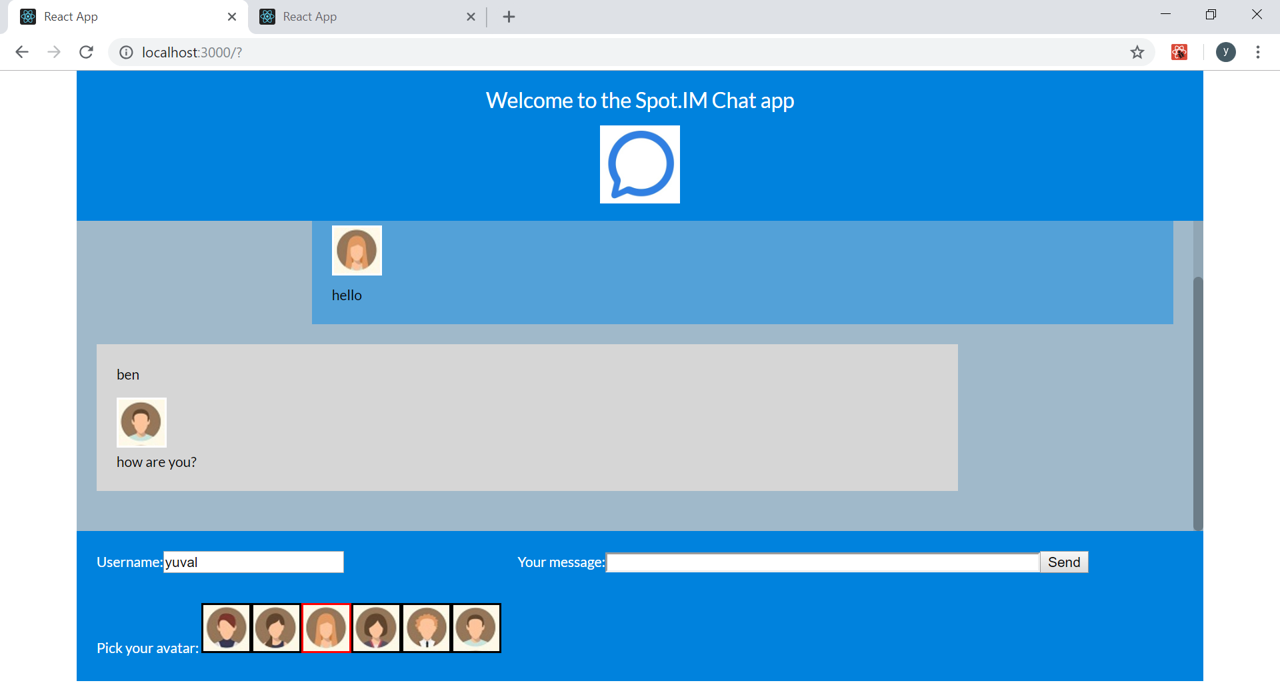 React App
React App
localhost:3000/?
y
Welcome to the Spot.IM Chat app
hello
ben
how are you?
Username:yuval
Your message: Send
Pick your avatar: